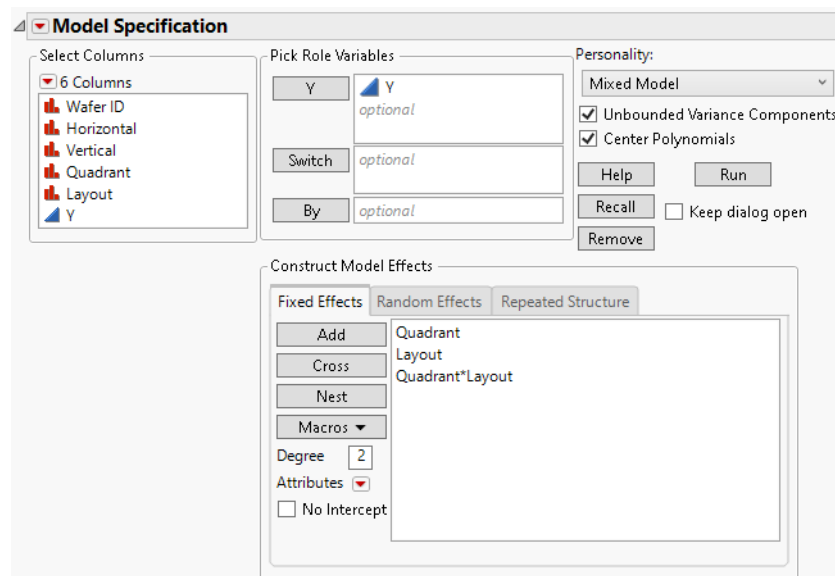 Model Specification
Select Columns
6 Columns
Wafer ID
Horizontal
Vertical
Quadrant
Layout
Y
Pick Role Variables
Y
Y
optional
Switch
optional
By
optional
Personality:
Mixed Model
Unbounded Variance Components
Center Polynomials
Help
Run
Recall
Keep dialog open
Remove
Construct Model Effects
Fixed Effects
Random Effects
Repeated Structure
Add
Cross
Nest
Macros
Degree
2
Attributes
No Intercept
Quadrant
Layout
Quadrant*Layout